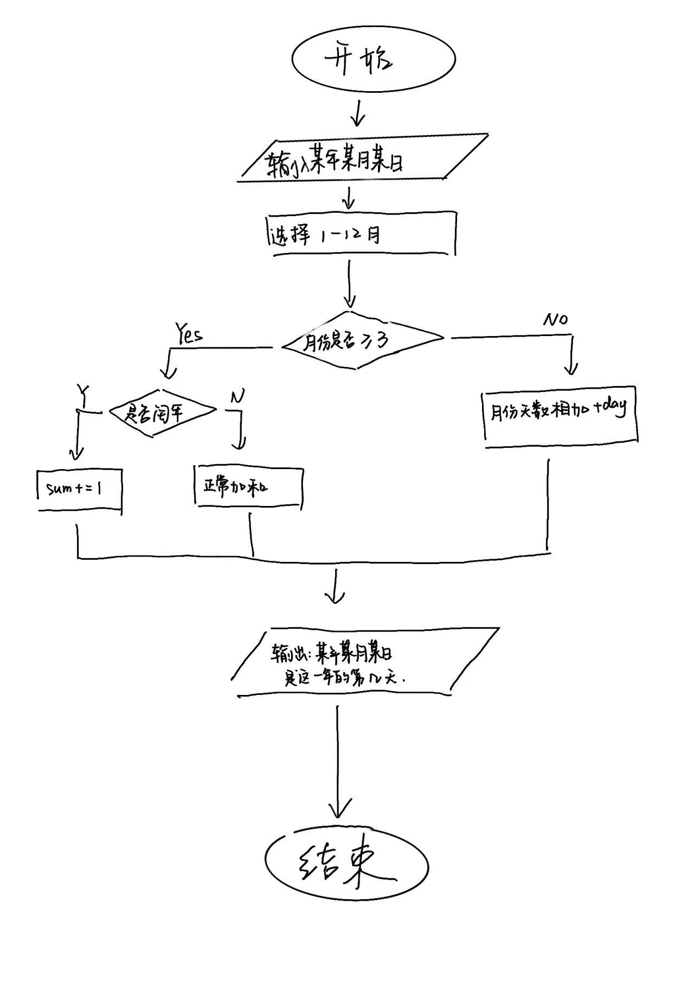 开始
输入某年某月某日
选择 1-12月
月份是否≥3
Yes
No
是否闰年
Y
N
月份天数相加+day
sum+=1
正常加和
输出:某年某月某日
是这一年的第几天.
结束